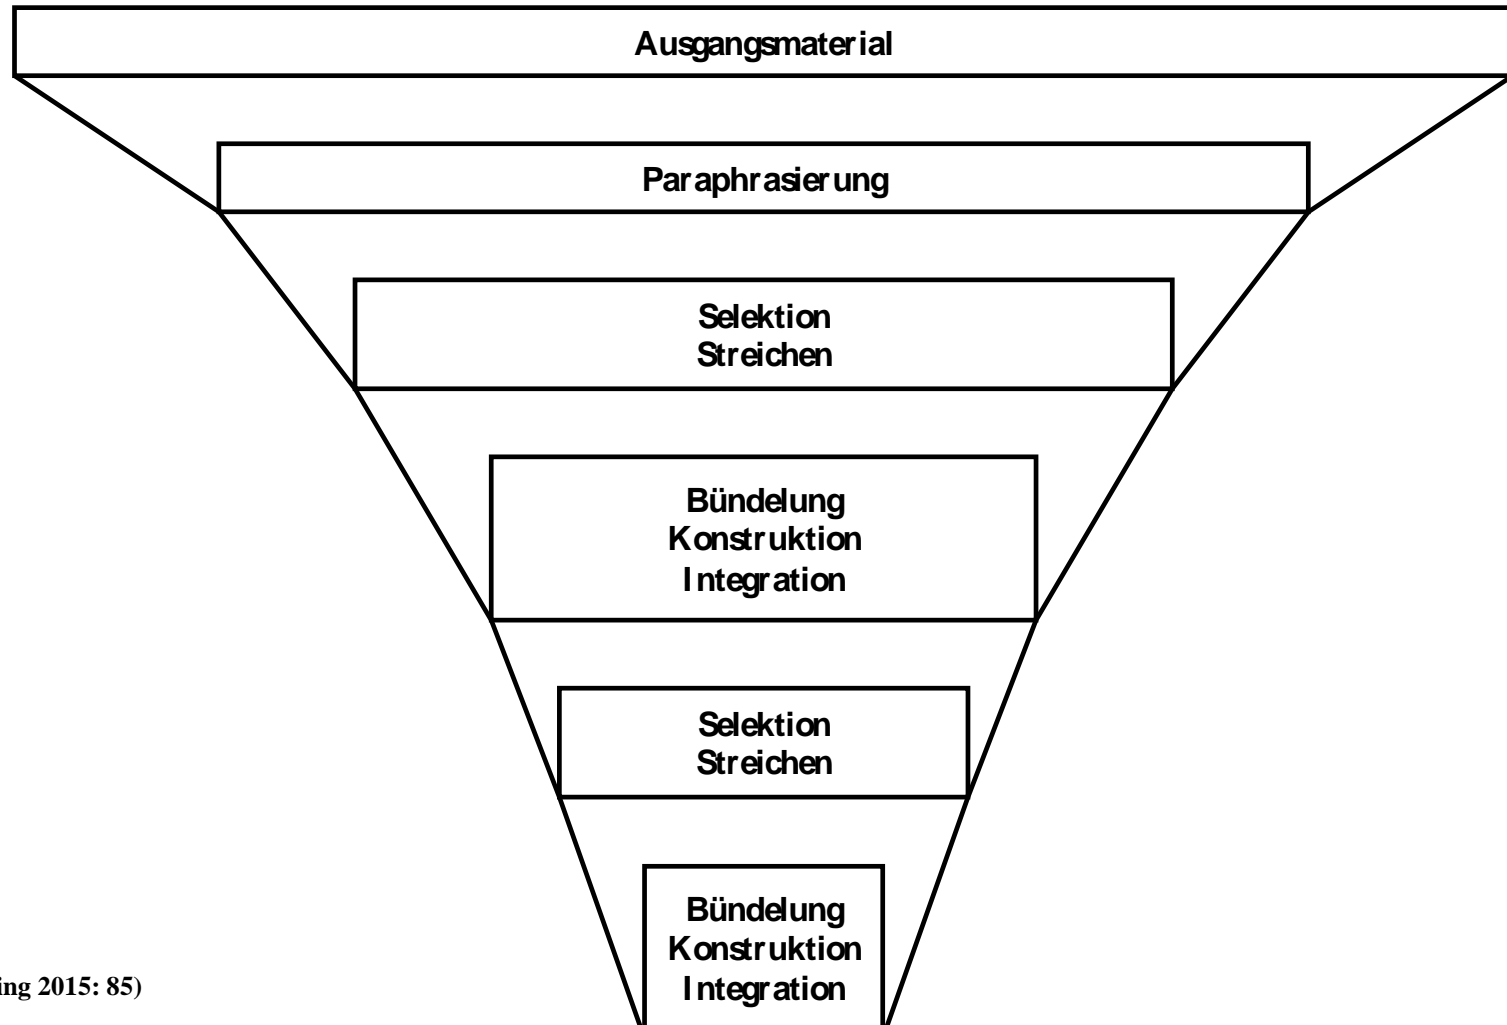 Ausgangsmaterial
Paraphrasierung
Selektion
Streichen
Bündelung
Konstruktion
Integration
Selektion
Streichen
Bündelung
Konstruktion
Integration
ing 2015: 85)